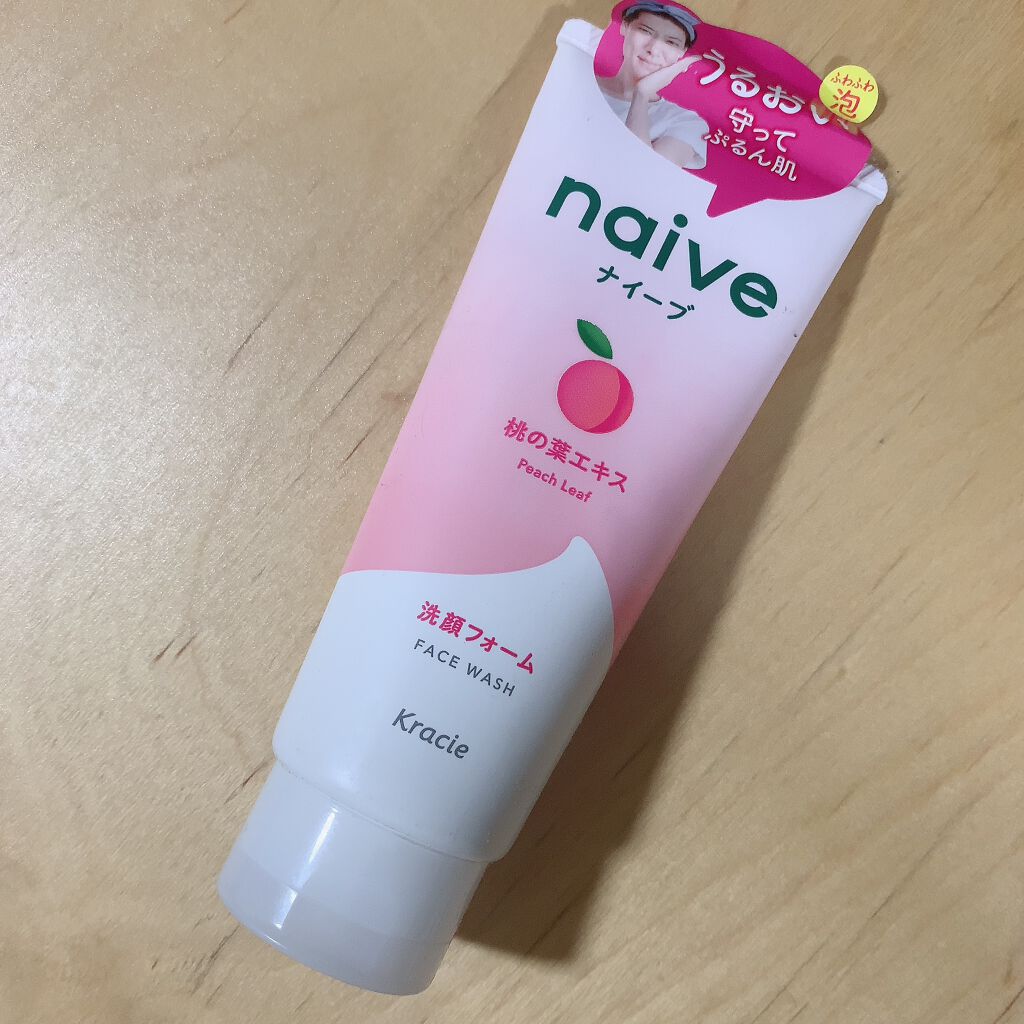 うるおい
守って
ぷるん肌
ふわふわ
泡
naive
ナイーブ
桃の葉エキス
Peach Leaf
洗顔フォーム
FACE WASH
Kracie